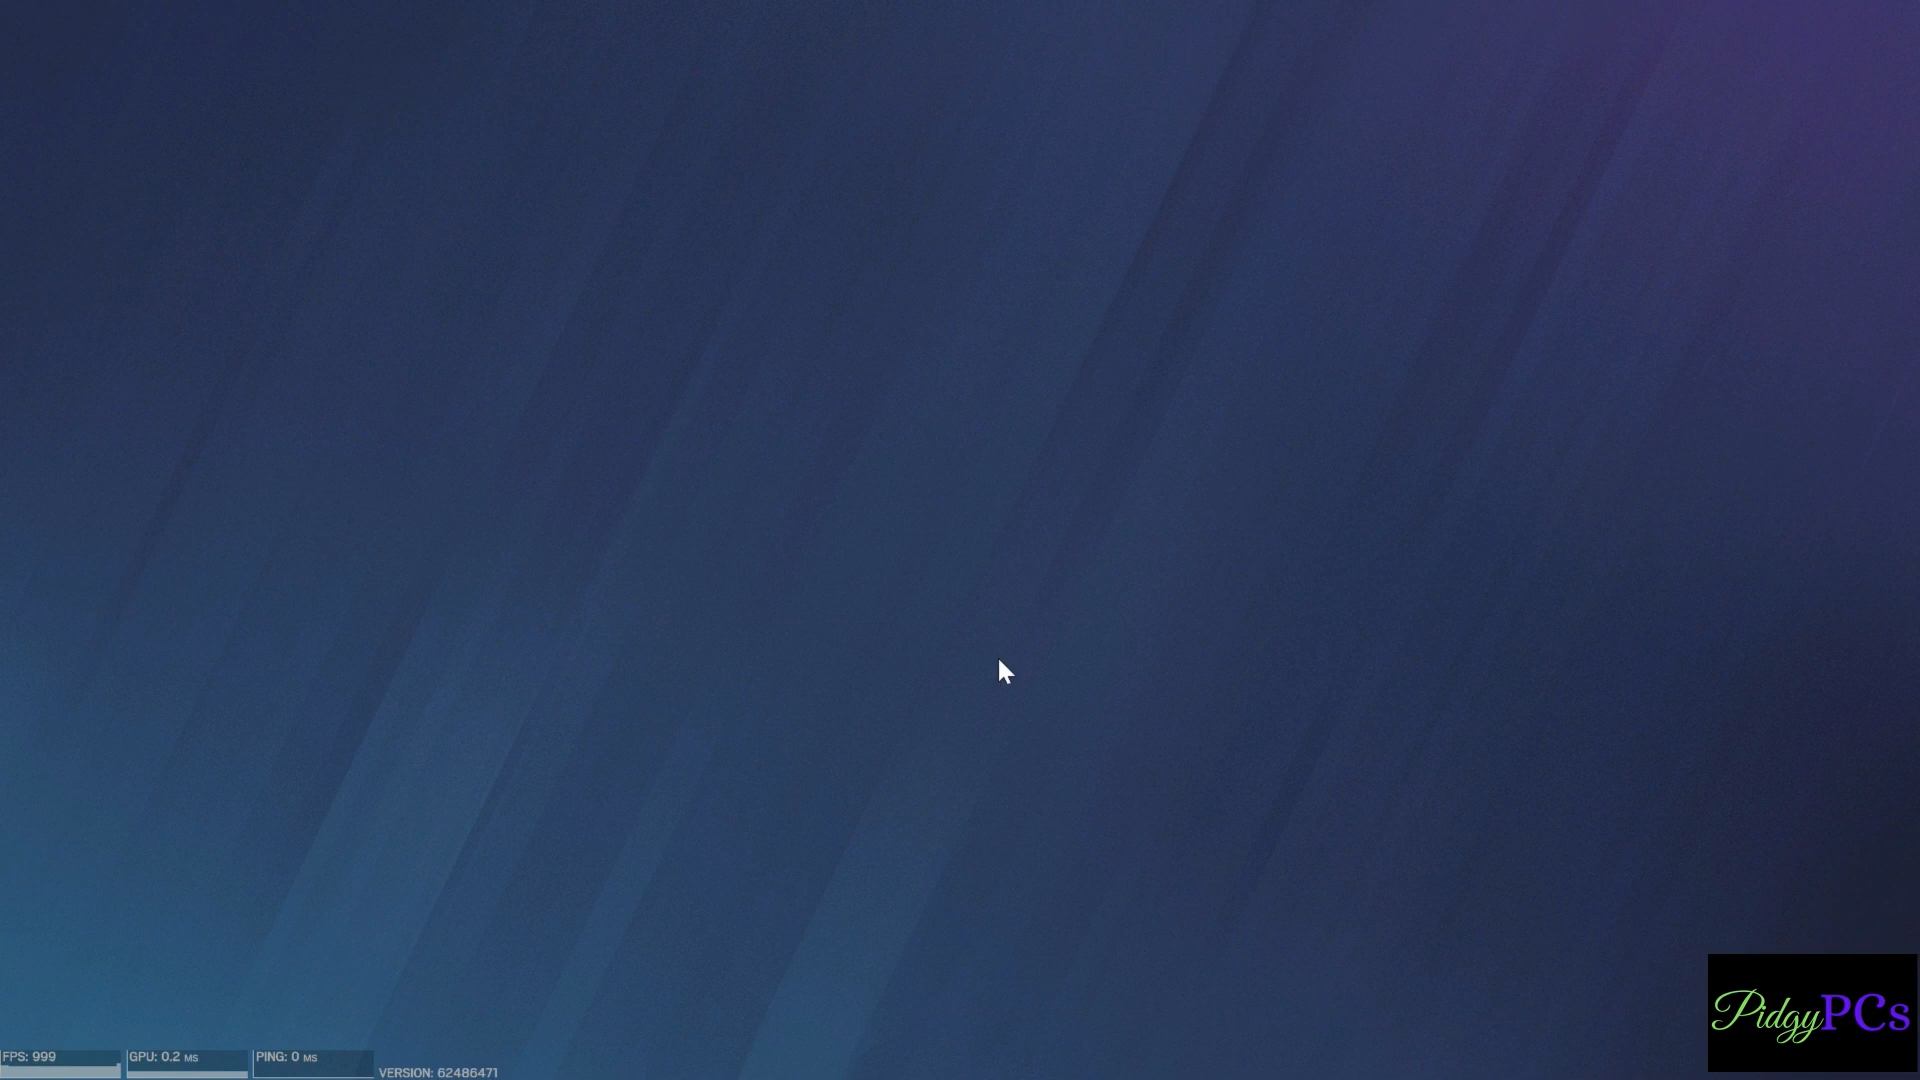 PidgyPCs
FPS: 999 GPU: 0.2 MS PING: 0 MS
VERSION: 62486471